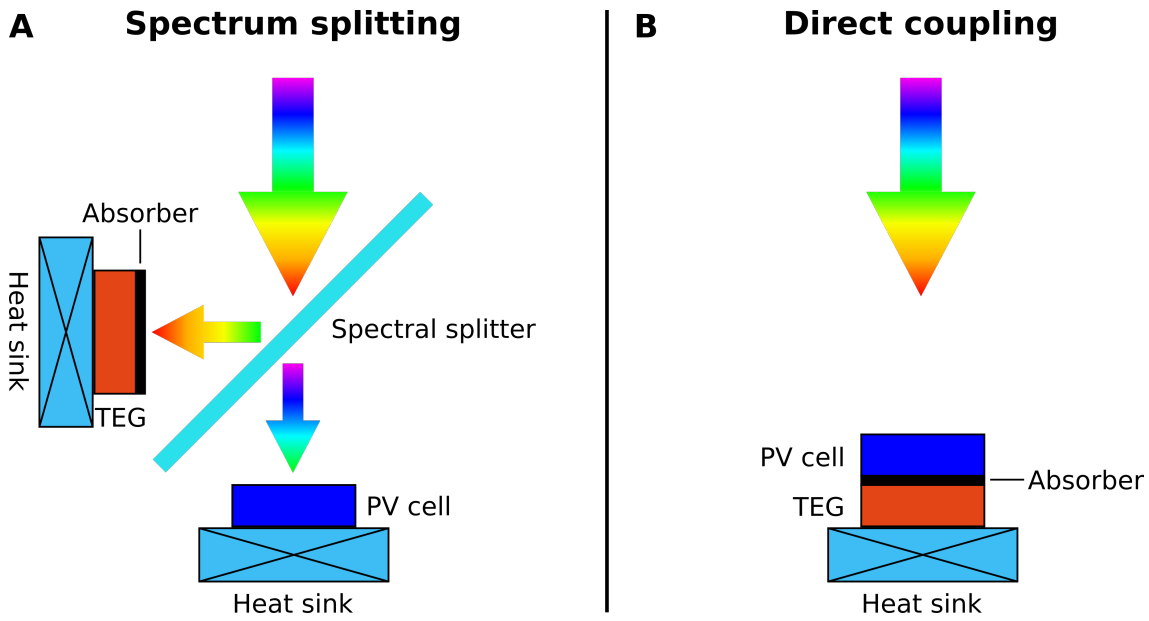 A
Spectrum splitting
Absorber
Heat sink
TEG
Spectral splitter
PV cell
Heat sink
B
Direct coupling
PV cell
Absorber
TEG
Heat sink